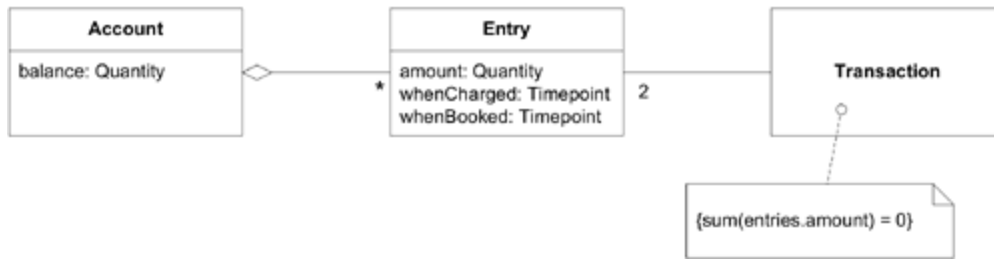 Account
balance: Quantity
*
Entry
amount: Quantity
whenCharged: Timepoint
whenBooked: Timepoint
2
Transaction
{sum(entries.amount) = 0}